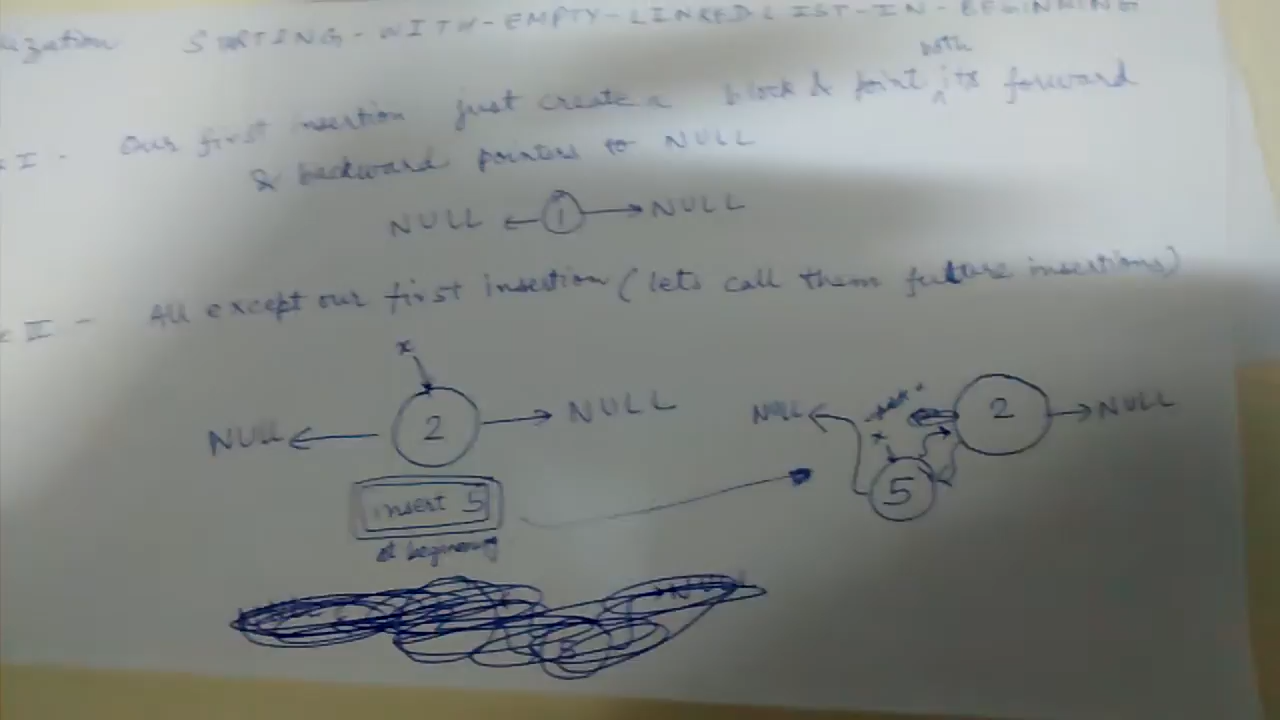 STARTING-WITH-EMPTY-LINKED LIST-IN-BEGINNING
I. Our first insertion just create a block & point both its forward
& backward pointers to NULL
NULL 1 NULL
II - All except our first insertion (lets call them future insertions)
x
NULL 2 NULL
NULL x 2 NULL
insert 5
5
at beginning